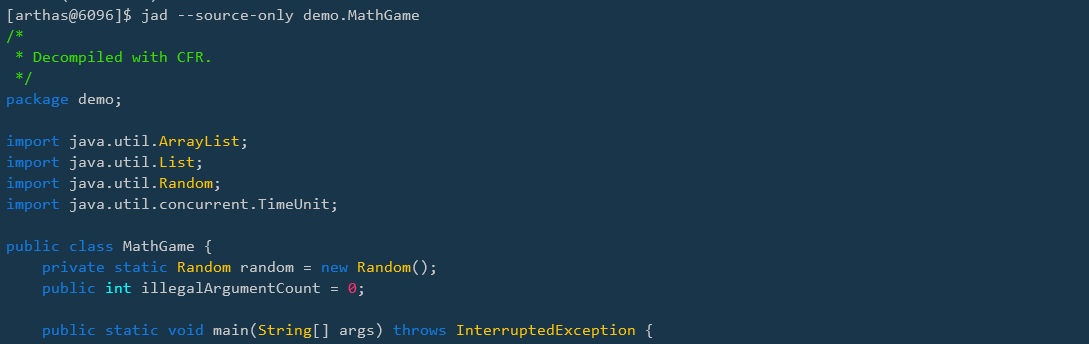 [arthas@6096]$ jad --source-only demo.MathGame
/*
 * Decompiled with CFR.
 */
package demo;

import java.util.ArrayList;
import java.util.List;
import java.util.Random;
import java.util.concurrent.TimeUnit;

public class MathGame {
    private static Random random = new Random();
    public int illegalArgumentCount = 0;

    public static void main(String[] args) throws InterruptedException {